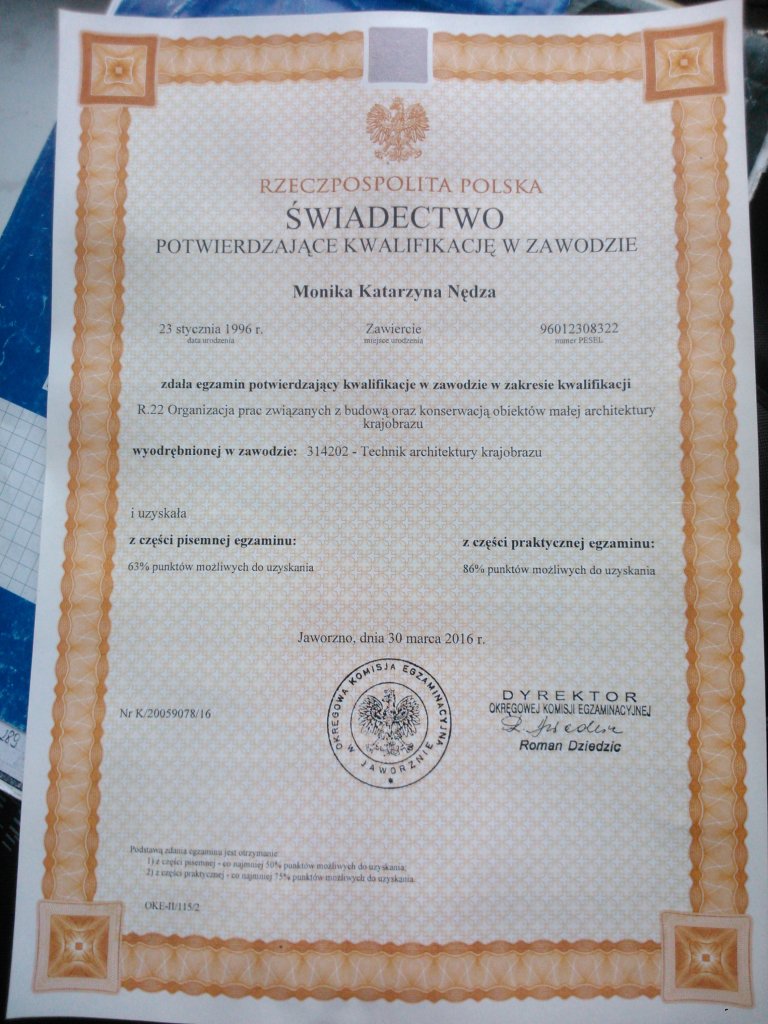 RZECZPOSPOLITA POLSKA
ŚWIADECTWO
POTWIERDZAJĄCE KWALIFIKACJĘ W ZAWODZIE
Monika Katarzyna Nędza
23 stycznia 1996 r. Zawiercie 96012308322
data urodzenia miejsce urodzenia numer PESEL
zdała egzamin potwierdzający kwalifikacje w zawodzie w zakresie kwalifikacji
R.22 Organizacja prac związanych z budową oraz konserwacją obiektów małej architektury
krajobrazu
wyodrębnionej w zawodzie: 314202 - Technik architektury krajobrazu
i uzyskała
z części pisemnej egzaminu: z części praktycznej egzaminu:
63% punktów możliwych do uzyskania 86% punktów możliwych do uzyskania
Jaworzno, dnia 30 marca 2016 r.
Nr K/20059078/16
OKRĘGOWA KOMISJA EGZAMINACYJNA
W JAWORZNIE
DYREKTOR
OKRĘGOWEJ KOMISJI EGZAMINACYJNEJ
Roman Dziedzic
Podstawą zdania egzaminu jest otrzymanie:
1) z części pisemnej - co najmniej 50% punktów możliwych do uzyskania;
2) z części praktycznej - co najmniej 75% punktów możliwych do uzyskania.
OKE-II/115/2
289